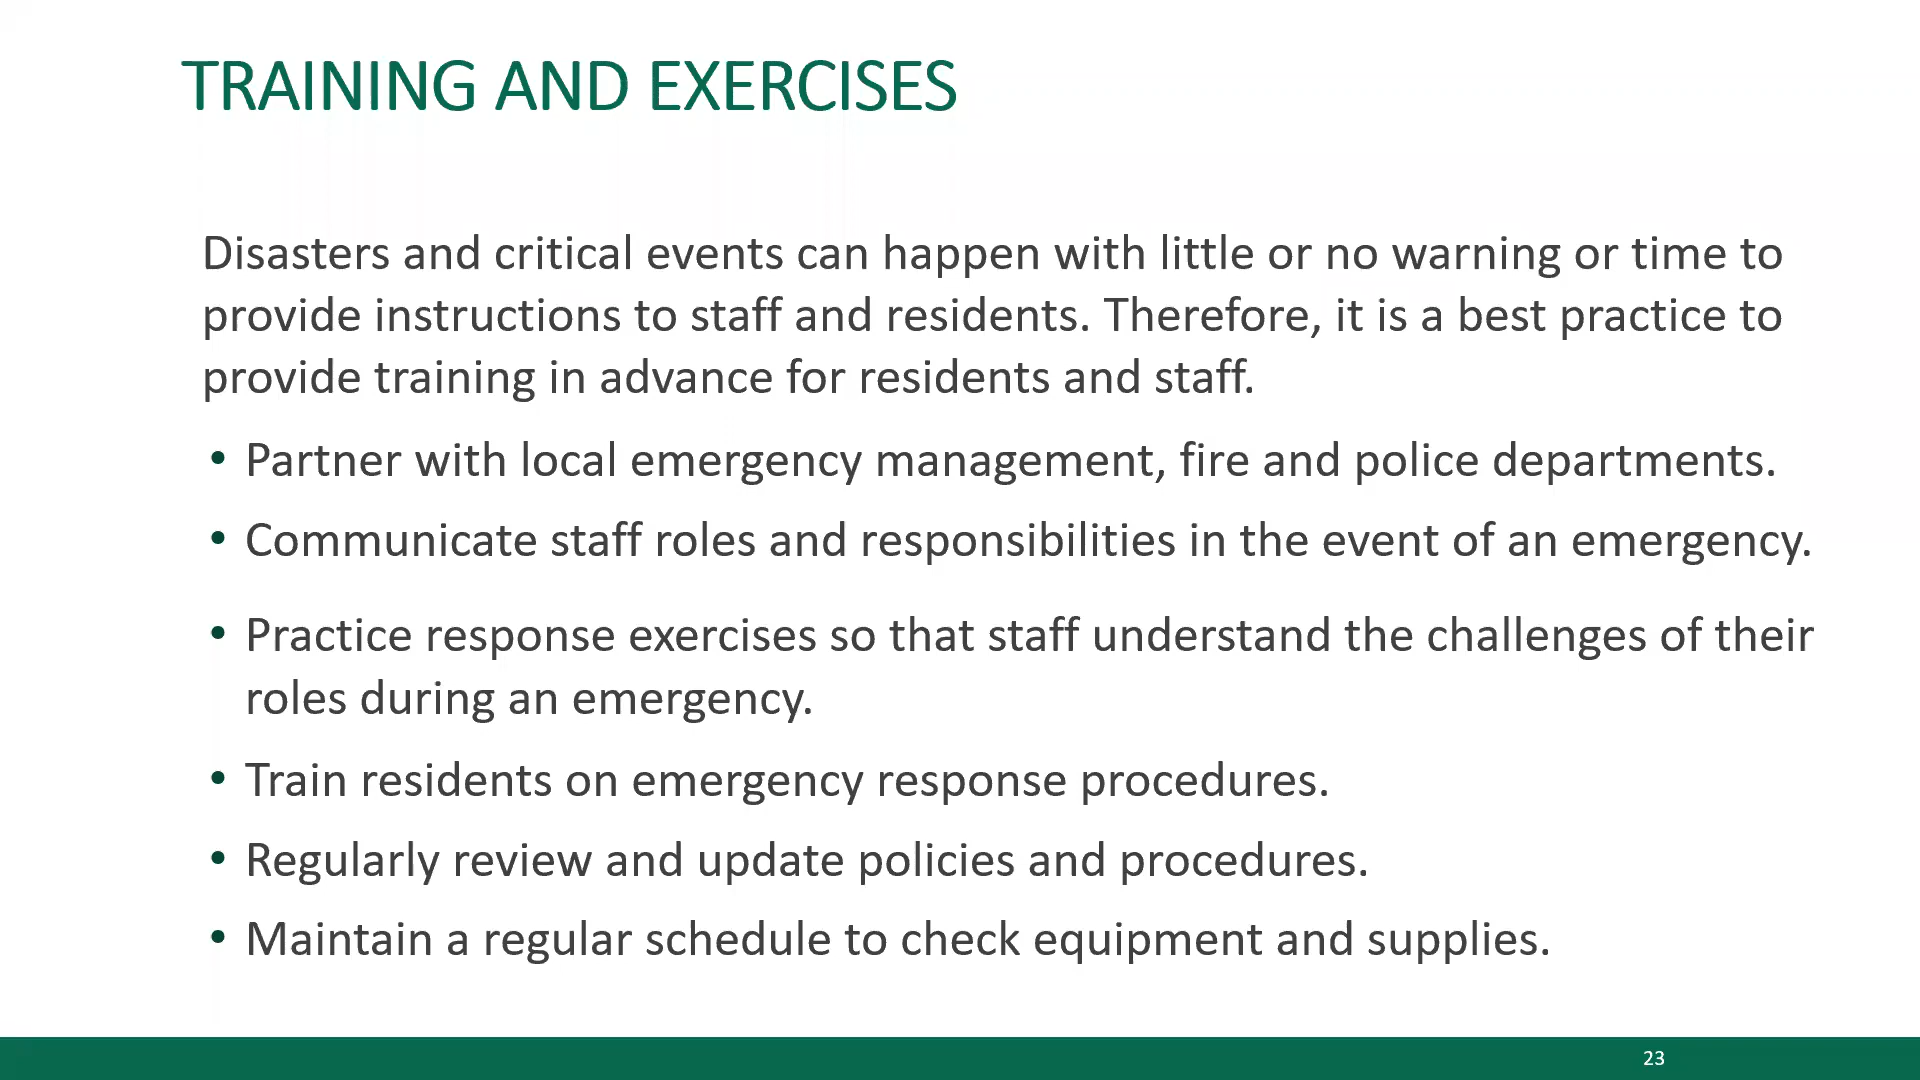 TRAINING AND EXERCISES
Disasters and critical events can happen with little or no warning or time to
provide instructions to staff and residents. Therefore, it is a best practice to
provide training in advance for residents and staff.
• Partner with local emergency management, fire and police departments.
• Communicate staff roles and responsibilities in the event of an emergency.
• Practice response exercises so that staff understand the challenges of their
roles during an emergency.
• Train residents on emergency response procedures.
• Regularly review and update policies and procedures.
• Maintain a regular schedule to check equipment and supplies.
23